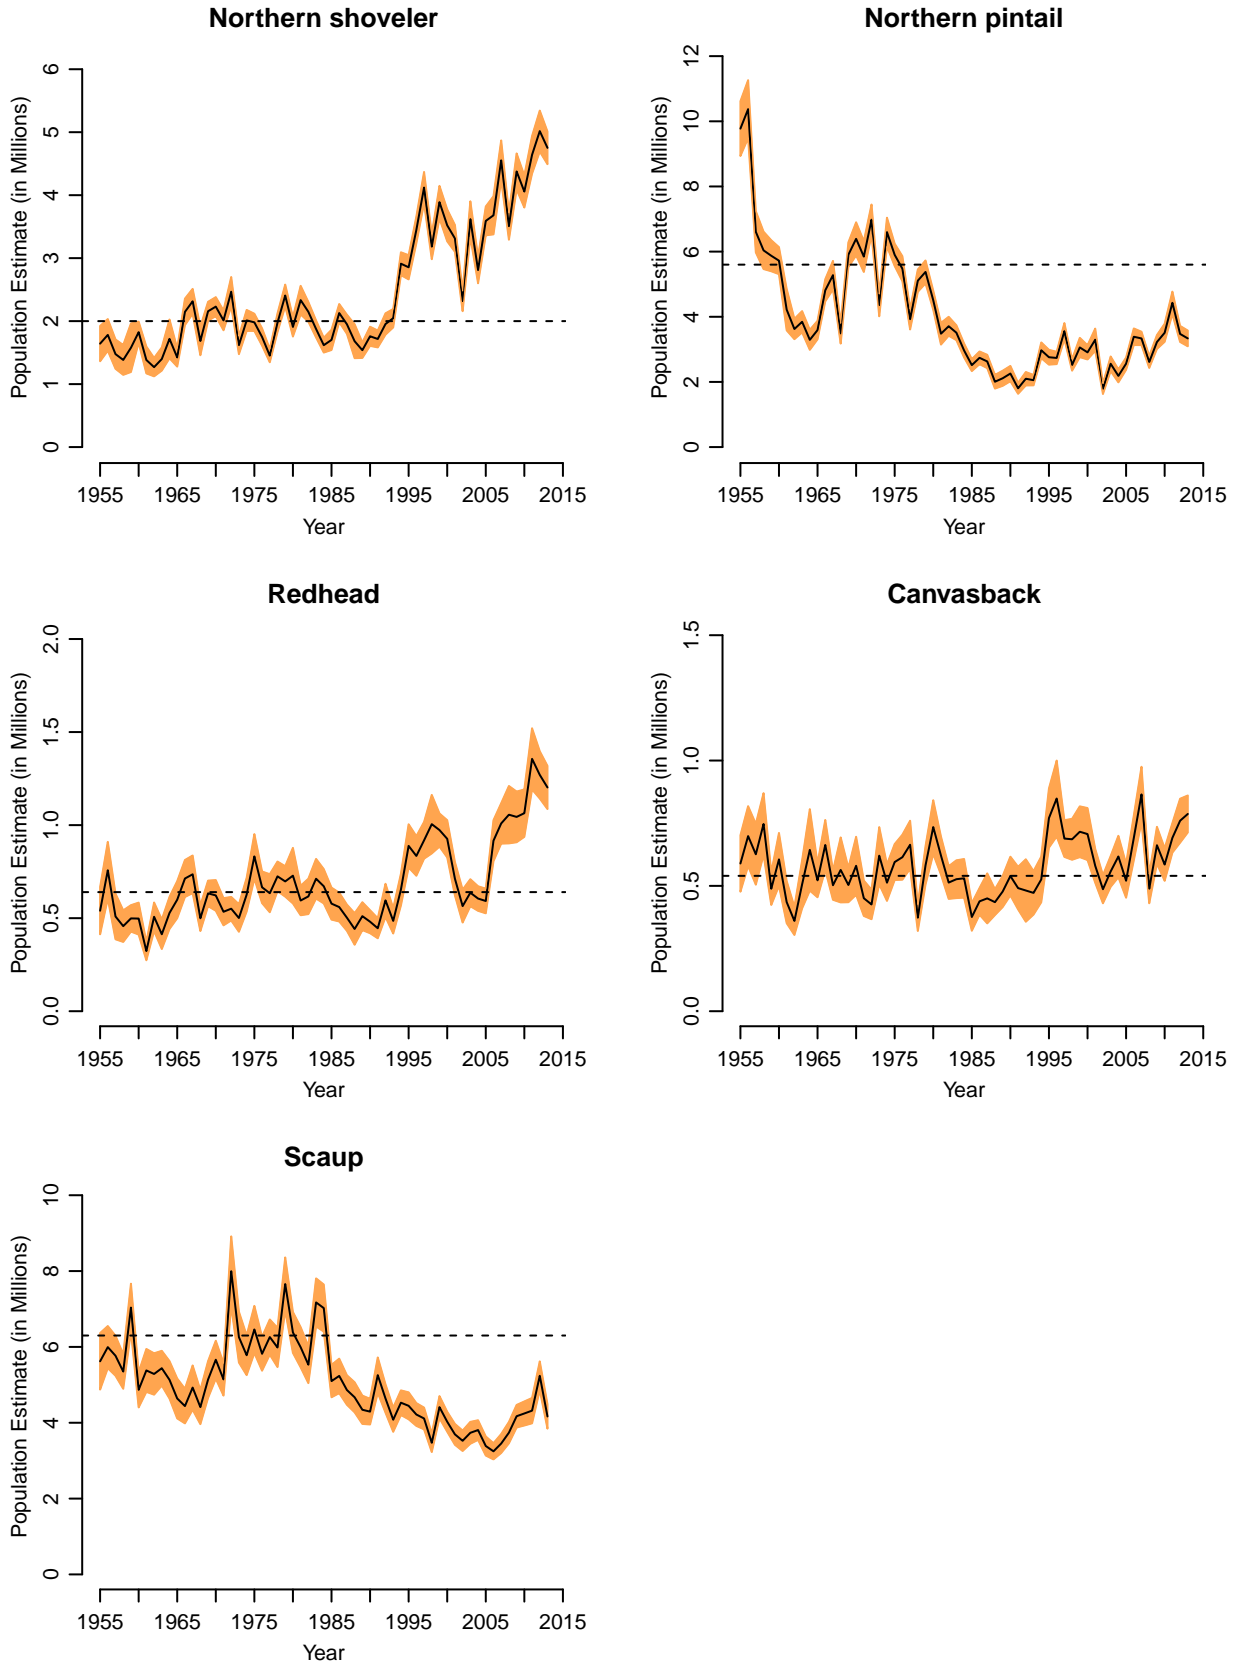 Northern shoveler
Population Estimate (in Millions)
0 1 2 3 4 5 6
1955 1965 1975 1985 1995 2005 2015
Year
Northern pintail
Population Estimate (in Millions)
0 2 4 6 8 10 12
1955 1965 1975 1985 1995 2005 2015
Year
Redhead
Population Estimate (in Millions)
0.0 0.5 1.0 1.5 2.0
1955 1965 1975 1985 1995 2005 2015
Year
Canvasback
Population Estimate (in Millions)
0.0 0.5 1.0 1.5
1955 1965 1975 1985 1995 2005 2015
Year
Scaup
Population Estimate (in Millions)
0 2 4 6 8 10
1955 1965 1975 1985 1995 2005 2015
Year